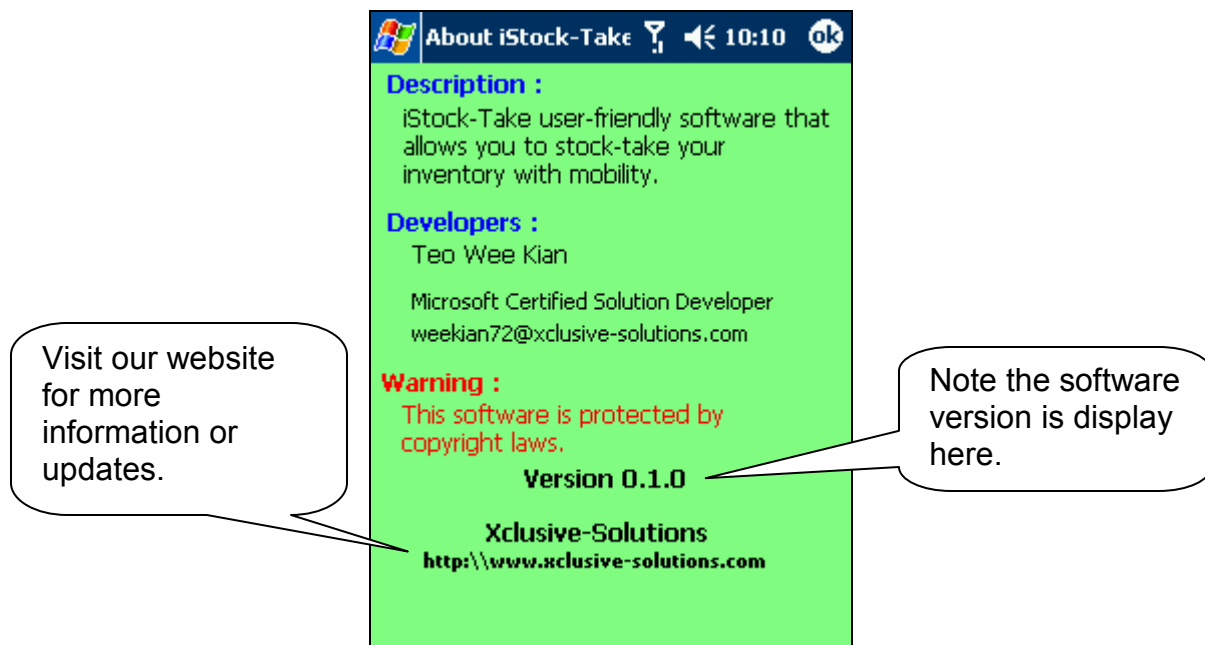 About iStock-Take 10:10 ok
Description :
iStock-Take user-friendly software that
allows you to stock-take your
inventory with mobility.
Developers :
Teo Wee Kian
Microsoft Certified Solution Developer
weekian72@xclusive-solutions.com
Warning :
This software is protected by
copyright laws.
Version 0.1.0
Xclusive-Solutions
http:\\www.xclusive-solutions.com
Visit our website
for more
information or
updates.
Note the software
version is display
here.